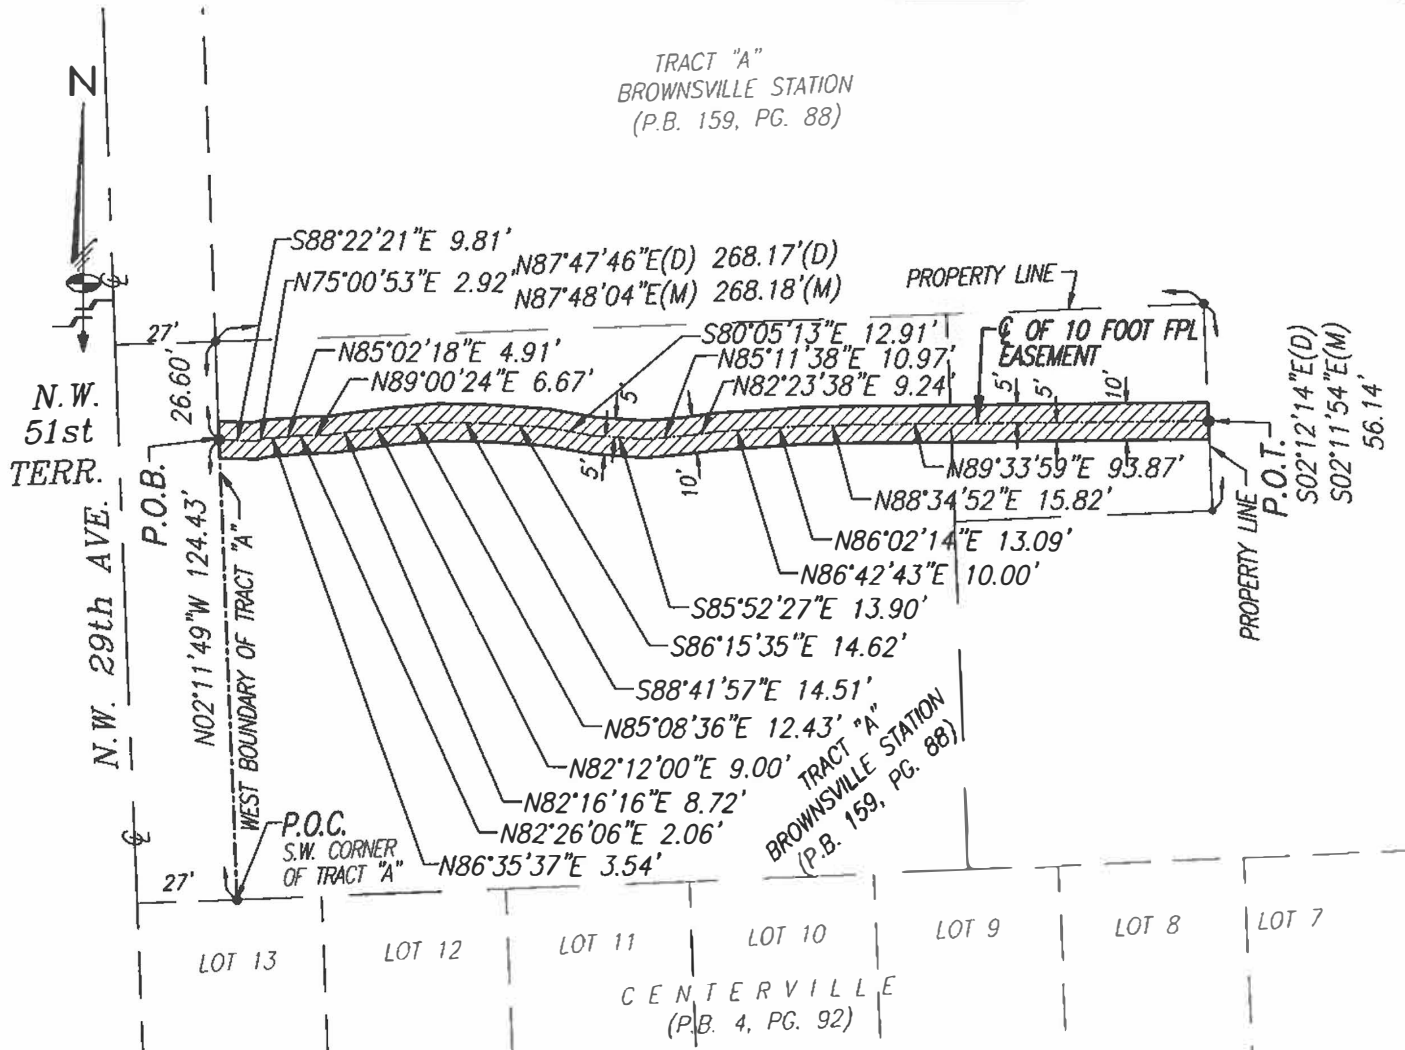 TRACT "A"
BROWNSVILLE STATION
(P.B. 159, PG. 88)
N
S88°22'21"E 9.81'
N75°00'53"E 2.92'
N87°47'46"E(D) 268.17'(D)
N87°48'04"E(M) 268.18'(M)
PROPERTY LINE
27'
26.60'
N85°02'18"E 4.91'
N89°00'24"E 6.67'
S80°05'13"E 12.91'
N85°11'38"E 10.97'
N82°23'38"E 9.24'
℄ OF 10 FOOT FPL
EASEMENT
5'
5'
5'
10'
5'
10'
S02°12'14"E(D)
S02°11'54"E(M)
56.14'
N.W.
51st
TERR.
P.O.B.
P.O.T.
PROPERTY LINE
N.W. 29th AVE.
℄
℄
N02°11'49"W 124.43'
WEST BOUNDARY OF TRACT "A"
N89°33'59"E 93.87'
N88°34'52"E 15.82'
N86°02'14"E 13.09'
N86°42'43"E 10.00'
S85°52'27"E 13.90'
S86°15'35"E 14.62'
S88°41'57"E 14.51'
N85°08'36"E 12.43'
N82°12'00"E 9.00'
N82°16'16"E 8.72'
N82°26'06"E 2.06'
N86°35'37"E 3.54'
TRACT "A"
BROWNSVILLE STATION
(P.B. 159, PG. 88)
P.O.C.
S.W. CORNER
OF TRACT "A"
27'
LOT 13
LOT 12
LOT 11
LOT 10
LOT 9
LOT 8
LOT 7
CENTERVILLE
(P.B. 4, PG. 92)